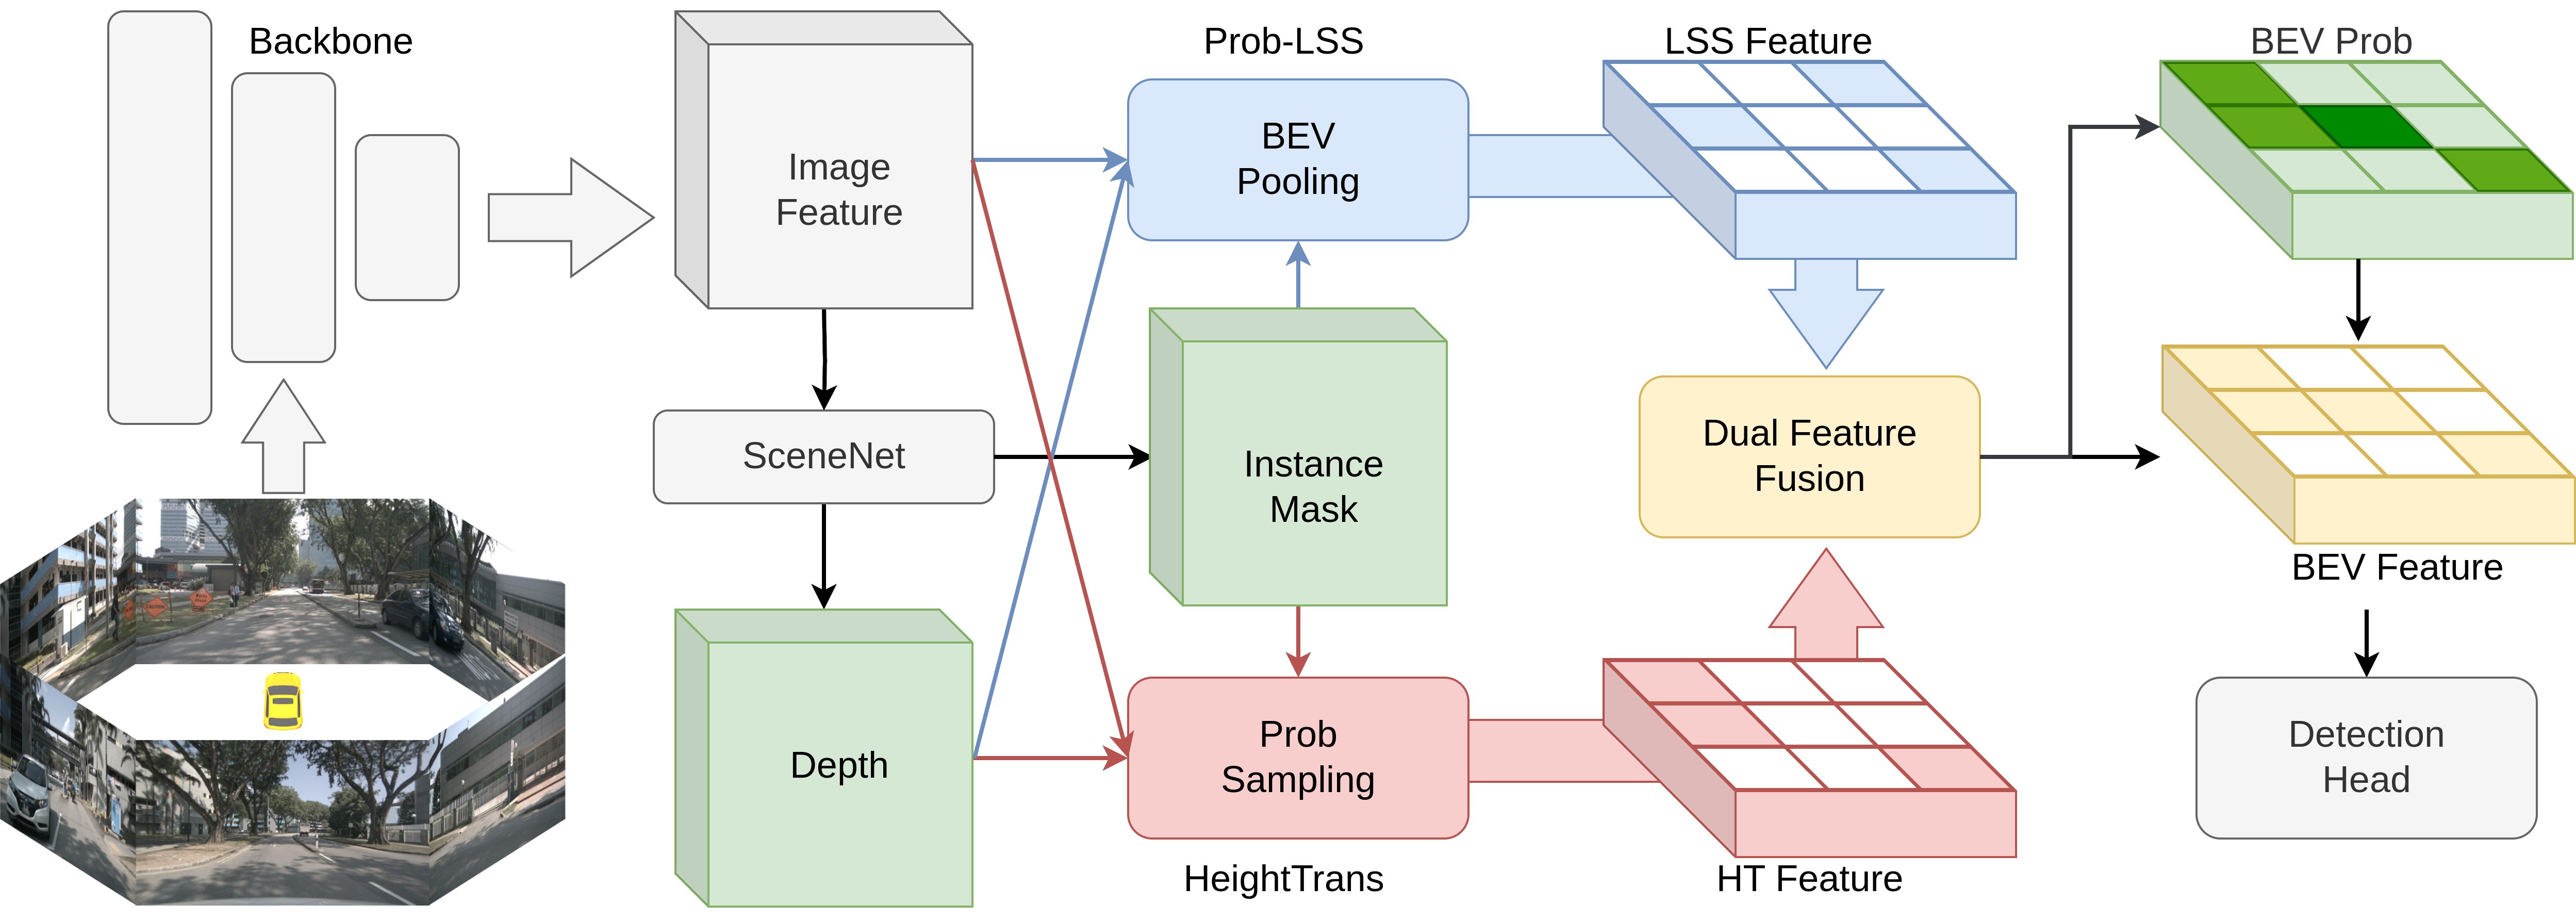 Backbone
Image
Feature
SceneNet
Depth
Prob-LSS
BEV
Pooling
Instance
Mask
Prob
Sampling
HeightTrans
LSS Feature
Dual Feature
Fusion
HT Feature
BEV Prob
BEV Feature
Detection
Head